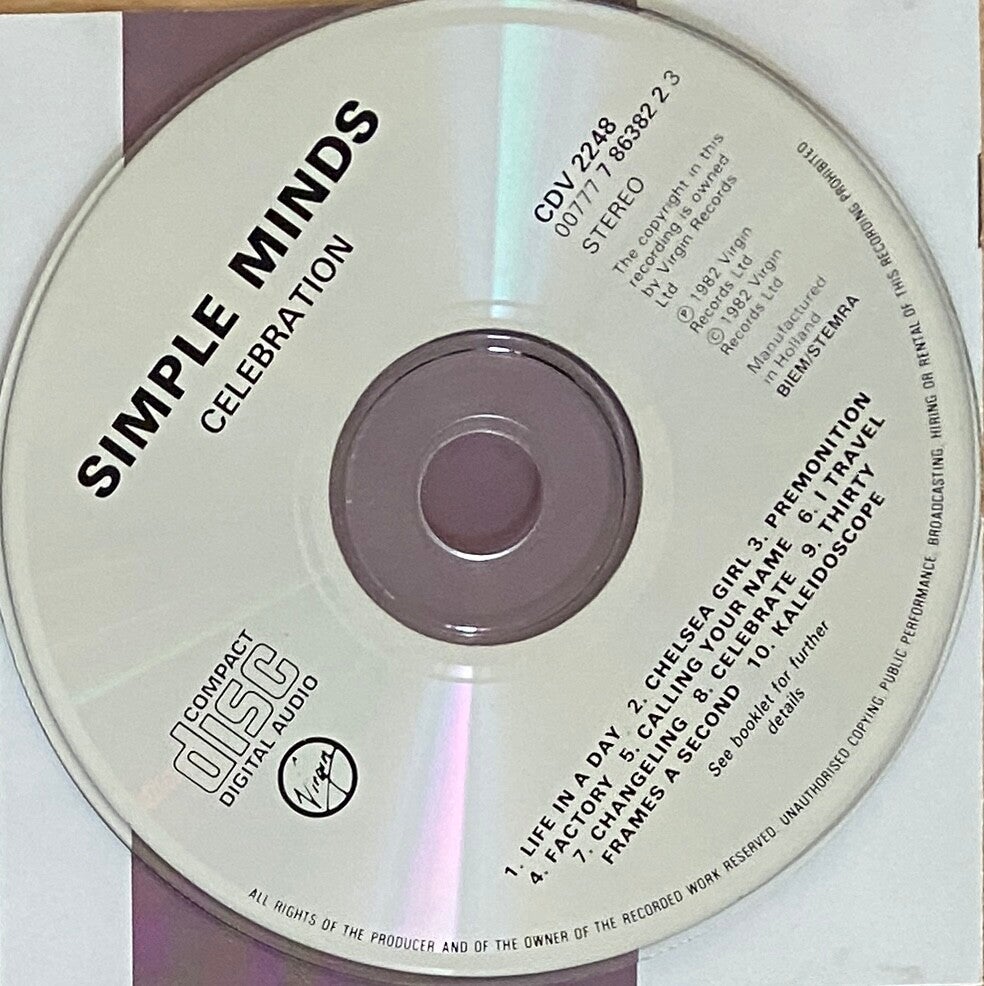 SIMPLE MINDS
CELEBRATION
CDV 2248
00777 7 86382 2 3
STEREO
The copyright in this
recording is owned
by Virgin Records
Ltd
Ⓟ 1982 Virgin
Records Ltd
© 1982 Virgin
Records Ltd
Manufactured
in Holland
BIEM/STEMRA
COMPACT
disc
DIGITAL AUDIO
Virgin
1. LIFE IN A DAY 2. CHELSEA GIRL 3. PREMONITION
4. FACTORY 5. CALLING YOUR NAME 6. I TRAVEL
7. CHANGELING 8. CELEBRATE 9. THIRTY
FRAMES A SECOND 10. KALEIDOSCOPE
See booklet for further
details
ALL RIGHTS OF THE PRODUCER AND OF THE OWNER OF THE RECORDED WORK RESERVED. UNAUTHORISED COPYING, PUBLIC PERFORMANCE, BROADCASTING, HIRING OR RENTAL OF THIS RECORDING PROHIBITED